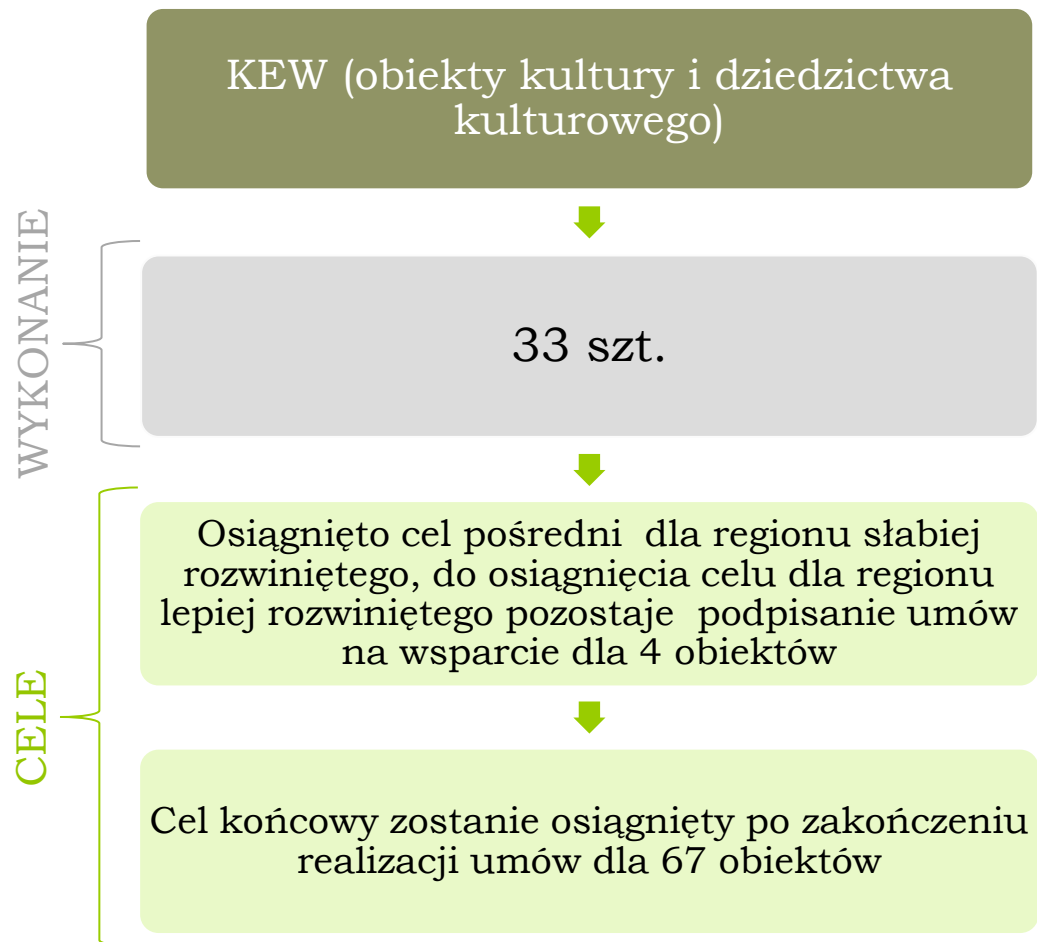 KEW (obiekty kultury i dziedzictwa
kulturowego)
WYKONANIE
33 szt.
CELE
Osiągnięto cel pośredni  dla regionu słabiej
rozwiniętego, do osiągnięcia celu dla regionu
lepiej rozwiniętego pozostaje  podpisanie umów
na wsparcie dla 4 obiektów
Cel końcowy zostanie osiągnięty po zakończeniu
realizacji umów dla 67 obiektów